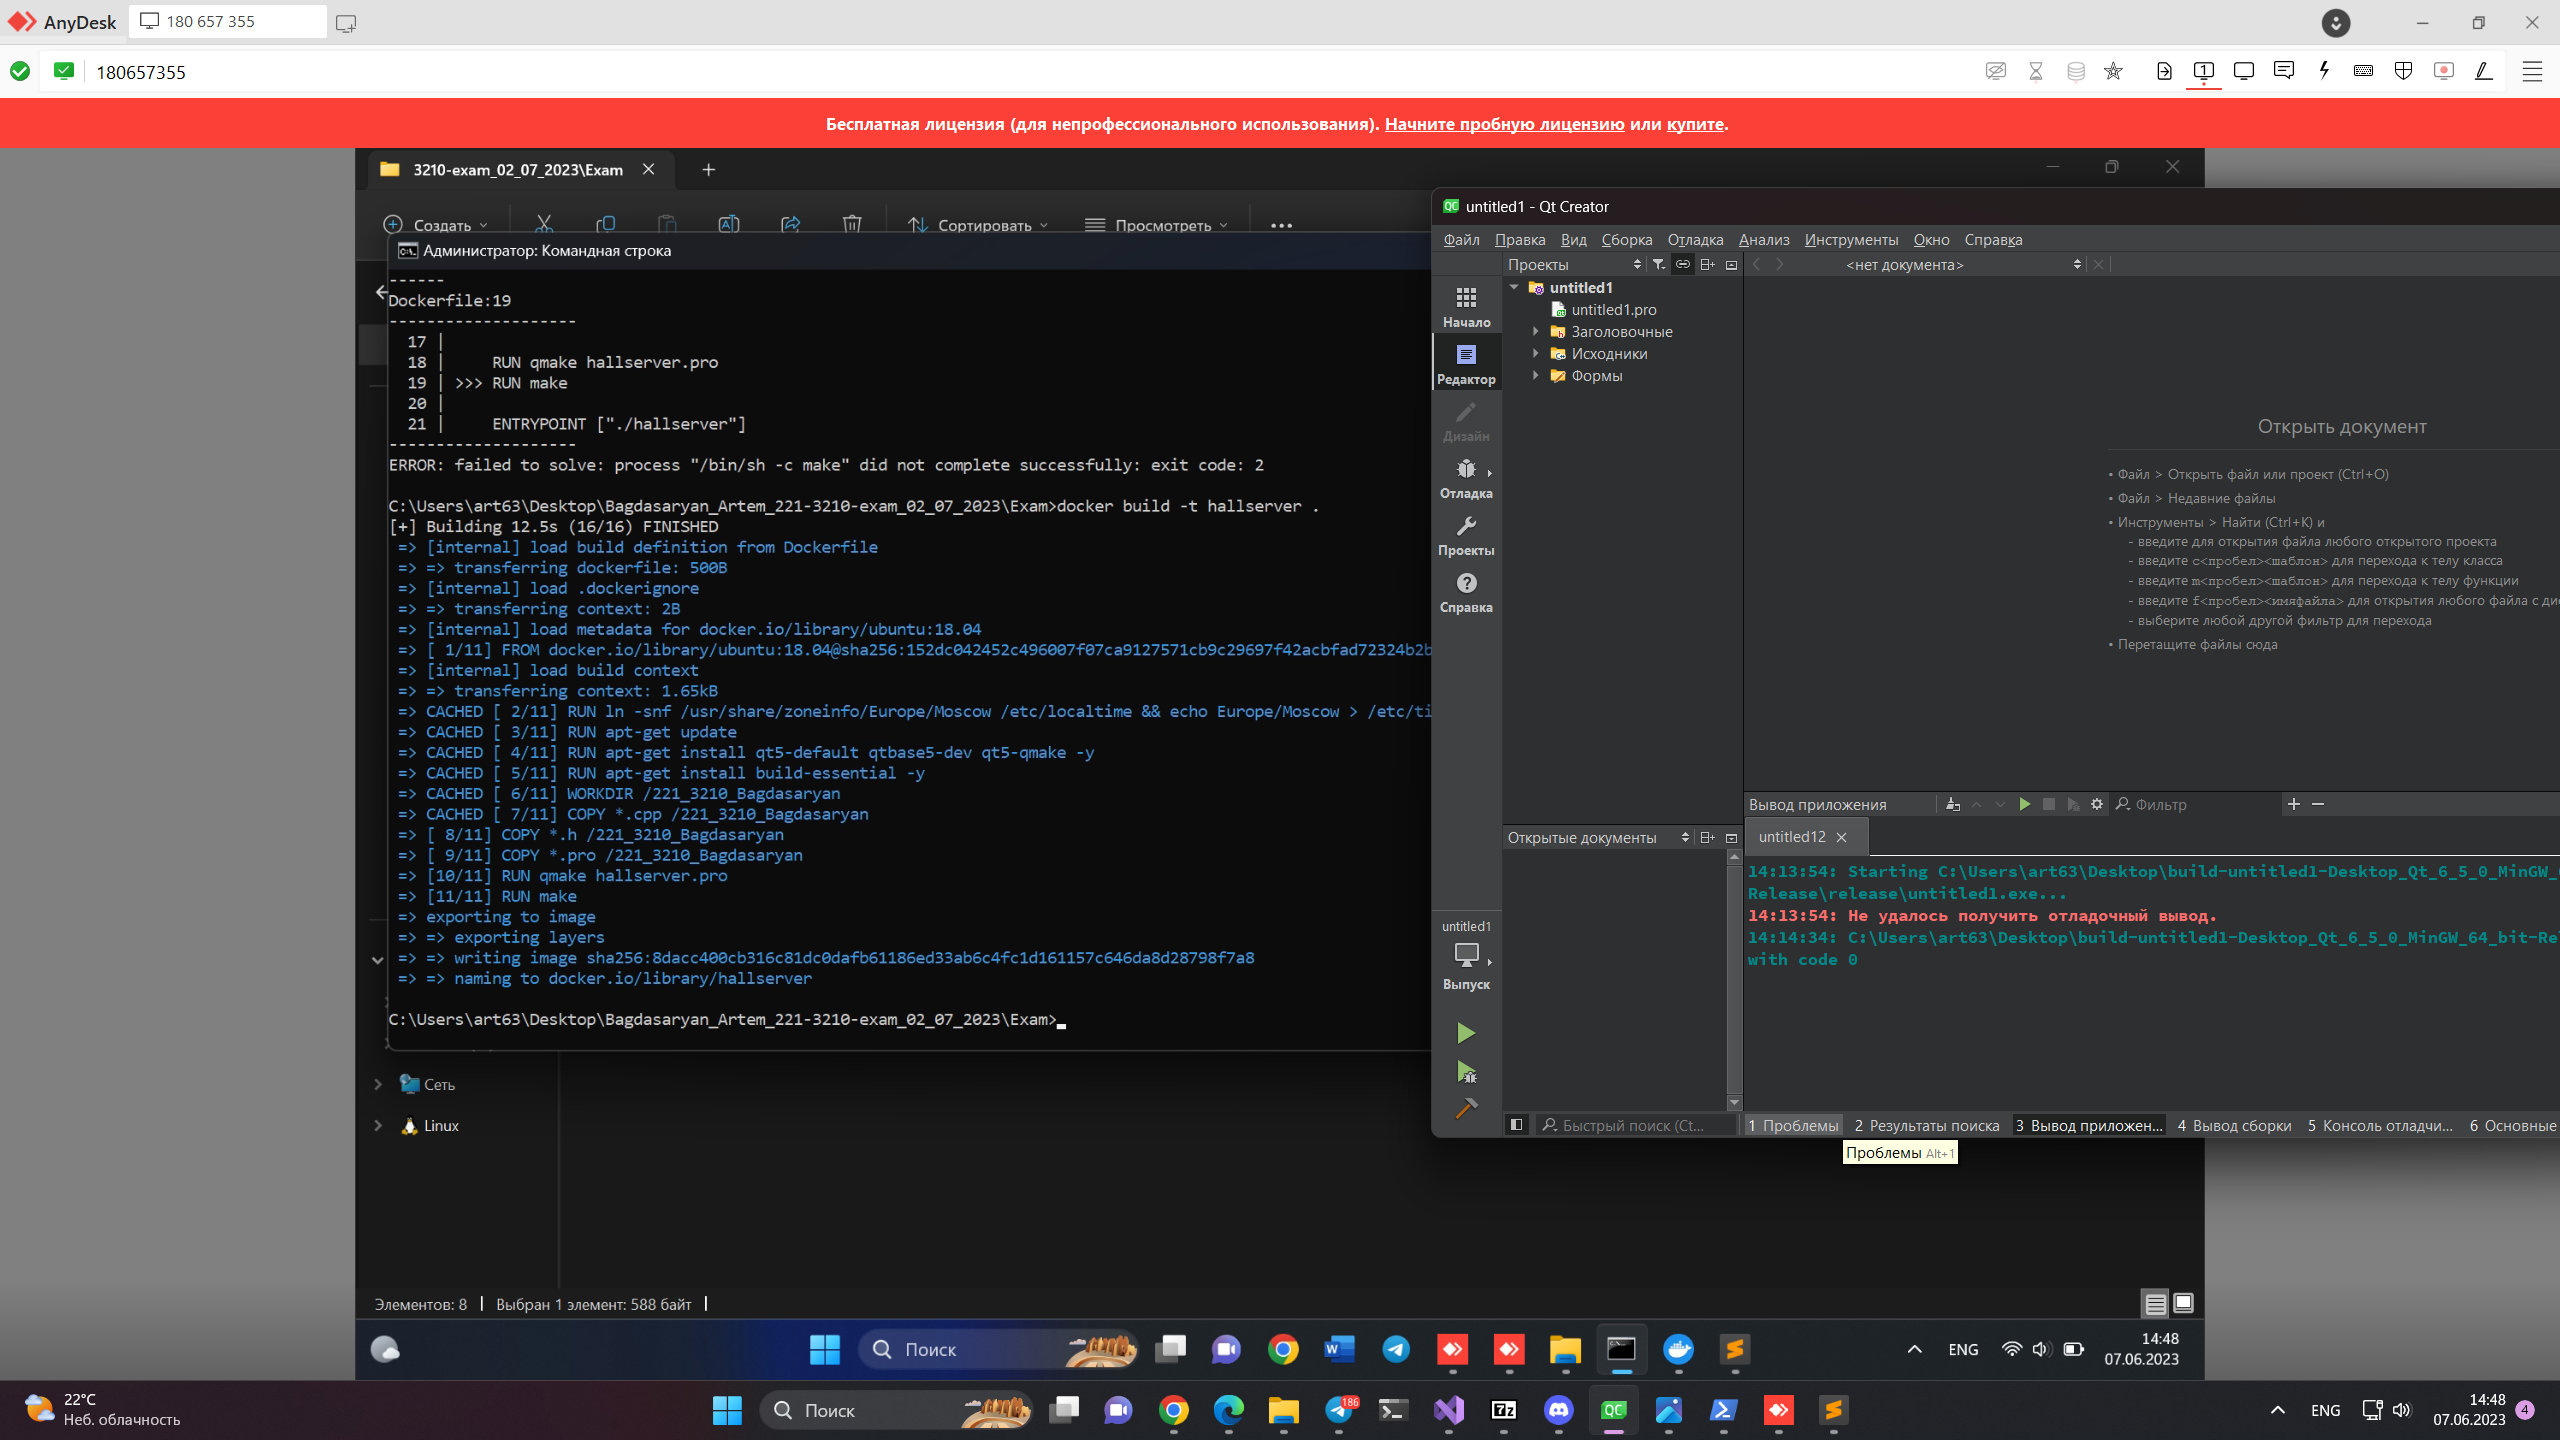 AnyDesk
180 657 355
180657355
Бесплатная лицензия (для непрофессионального использования). Начните пробную лицензию или купите.
3210-exam_02_07_2023\Exam
Создать
Сортировать
Просмотреть
Администратор: Командная строка
------
Dockerfile:19
--------------------
17 |
18 |     RUN qmake hallserver.pro
19 | >>> RUN make
20 |
21 |     ENTRYPOINT ["./hallserver"]
--------------------
ERROR: failed to solve: process "/bin/sh -c make" did not complete successfully: exit code: 2
C:\Users\art63\Desktop\Bagdasaryan_Artem_221-3210-exam_02_07_2023\Exam>docker build -t hallserver .
[+] Building 12.5s (16/16) FINISHED
=> [internal] load build definition from Dockerfile
=> => transferring dockerfile: 500B
=> [internal] load .dockerignore
=> => transferring context: 2B
=> [internal] load metadata for docker.io/library/ubuntu:18.04
=> [ 1/11] FROM docker.io/library/ubuntu:18.04@sha256:152dc042452c496007f07ca9127571cb9c29697f42acbfad72324b2b
=> [internal] load build context
=> => transferring context: 1.65kB
=> CACHED [ 2/11] RUN ln -snf /usr/share/zoneinfo/Europe/Moscow /etc/localtime && echo Europe/Moscow > /etc/ti
=> CACHED [ 3/11] RUN apt-get update
=> CACHED [ 4/11] RUN apt-get install qt5-default qtbase5-dev qt5-qmake -y
=> CACHED [ 5/11] RUN apt-get install build-essential -y
=> CACHED [ 6/11] WORKDIR /221_3210_Bagdasaryan
=> CACHED [ 7/11] COPY *.cpp /221_3210_Bagdasaryan
=> [ 8/11] COPY *.h /221_3210_Bagdasaryan
=> [ 9/11] COPY *.pro /221_3210_Bagdasaryan
=> [10/11] RUN qmake hallserver.pro
=> [11/11] RUN make
=> exporting to image
=> => exporting layers
=> => writing image sha256:8dacc400cb316c81dc0dafb61186ed33ab6c4fc1d161157c646da8d28798f7a8
=> => naming to docker.io/library/hallserver
C:\Users\art63\Desktop\Bagdasaryan_Artem_221-3210-exam_02_07_2023\Exam>
Сеть
Linux
Элементов: 8 | Выбран 1 элемент: 588 байт |
untitled1 - Qt Creator
Файл Правка Вид Сборка Отладка Анализ Инструменты Окно Справка
Проекты
<нет документа>
Начало
Редактор
Дизайн
Отладка
Проекты
Справка
untitled1
untitled1.pro
Заголовочные
Исходники
Формы
Открыть документ
• Файл > Открыть файл или проект (Ctrl+O)
• Файл > Недавние файлы
• Инструменты > Найти (Ctrl+K) и
- введите для открытия файла любого открытого проекта
- введите c<пробел><шаблон> для перехода к телу класса
- введите m<пробел><шаблон> для перехода к телу функции
- введите f<пробел><имяфайла> для открытия любого файла с ди
- выберите любой другой фильтр для перехода
• Перетащите файлы сюда
Вывод приложения
Фильтр
Открытые документы
untitled12
14:13:54: Starting C:\Users\art63\Desktop\build-untitled1-Desktop_Qt_6_5_0_MinGW_
Release\release\untitled1.exe...
14:13:54: Не удалось получить отладочный вывод.
14:14:34: C:\Users\art63\Desktop\build-untitled1-Desktop_Qt_6_5_0_MinGW_64_bit-Re
with code 0
untitled1
Выпуск
Быстрый поиск (Ct...
1 Проблемы 2 Результаты поиска 3 Вывод приложен... 4 Вывод сборки 5 Консоль отладчи... 6 Основные
Проблемы Alt+1
Поиск
ENG
14:48
07.06.2023
22°C
Неб. облачность
Поиск
186
ENG
14:48
07.06.2023
4